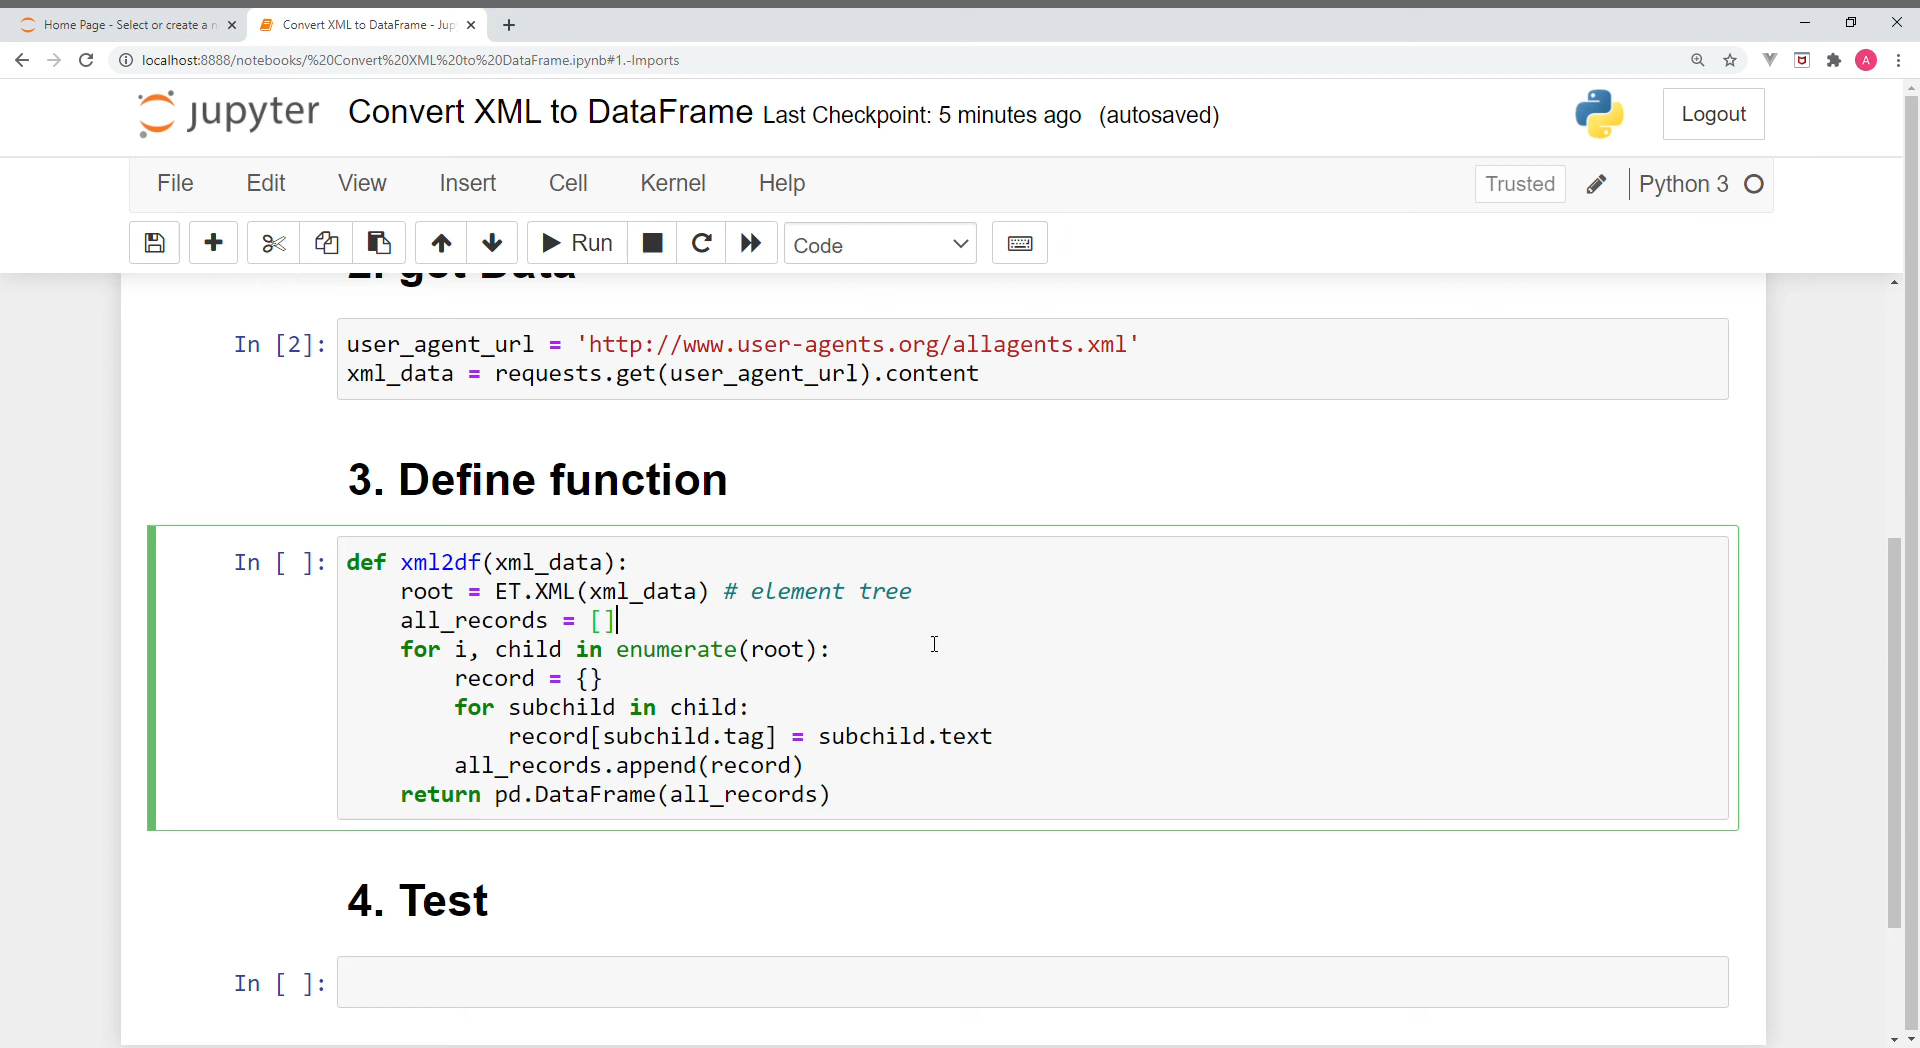 Home Page - Select or create a n
Convert XML to DataFrame - Jup
localhost:8888/notebooks/%20Convert%20XML%20to%20DataFrame.ipynb#1.-Imports
A
jupyter Convert XML to DataFrame Last Checkpoint: 5 minutes ago (autosaved)
Logout
File Edit View Insert Cell Kernel Help
Trusted
Python 3
Run
Code
2. get Data
In [2]: user_agent_url = 'http://www.user-agents.org/allagents.xml'
xml_data = requests.get(user_agent_url).content
3. Define function
In [ ]: def xml2df(xml_data):
root = ET.XML(xml_data) # element tree
all_records = []
for i, child in enumerate(root):
record = {}
for subchild in child:
record[subchild.tag] = subchild.text
all_records.append(record)
return pd.DataFrame(all_records)
4. Test
In [ ]: